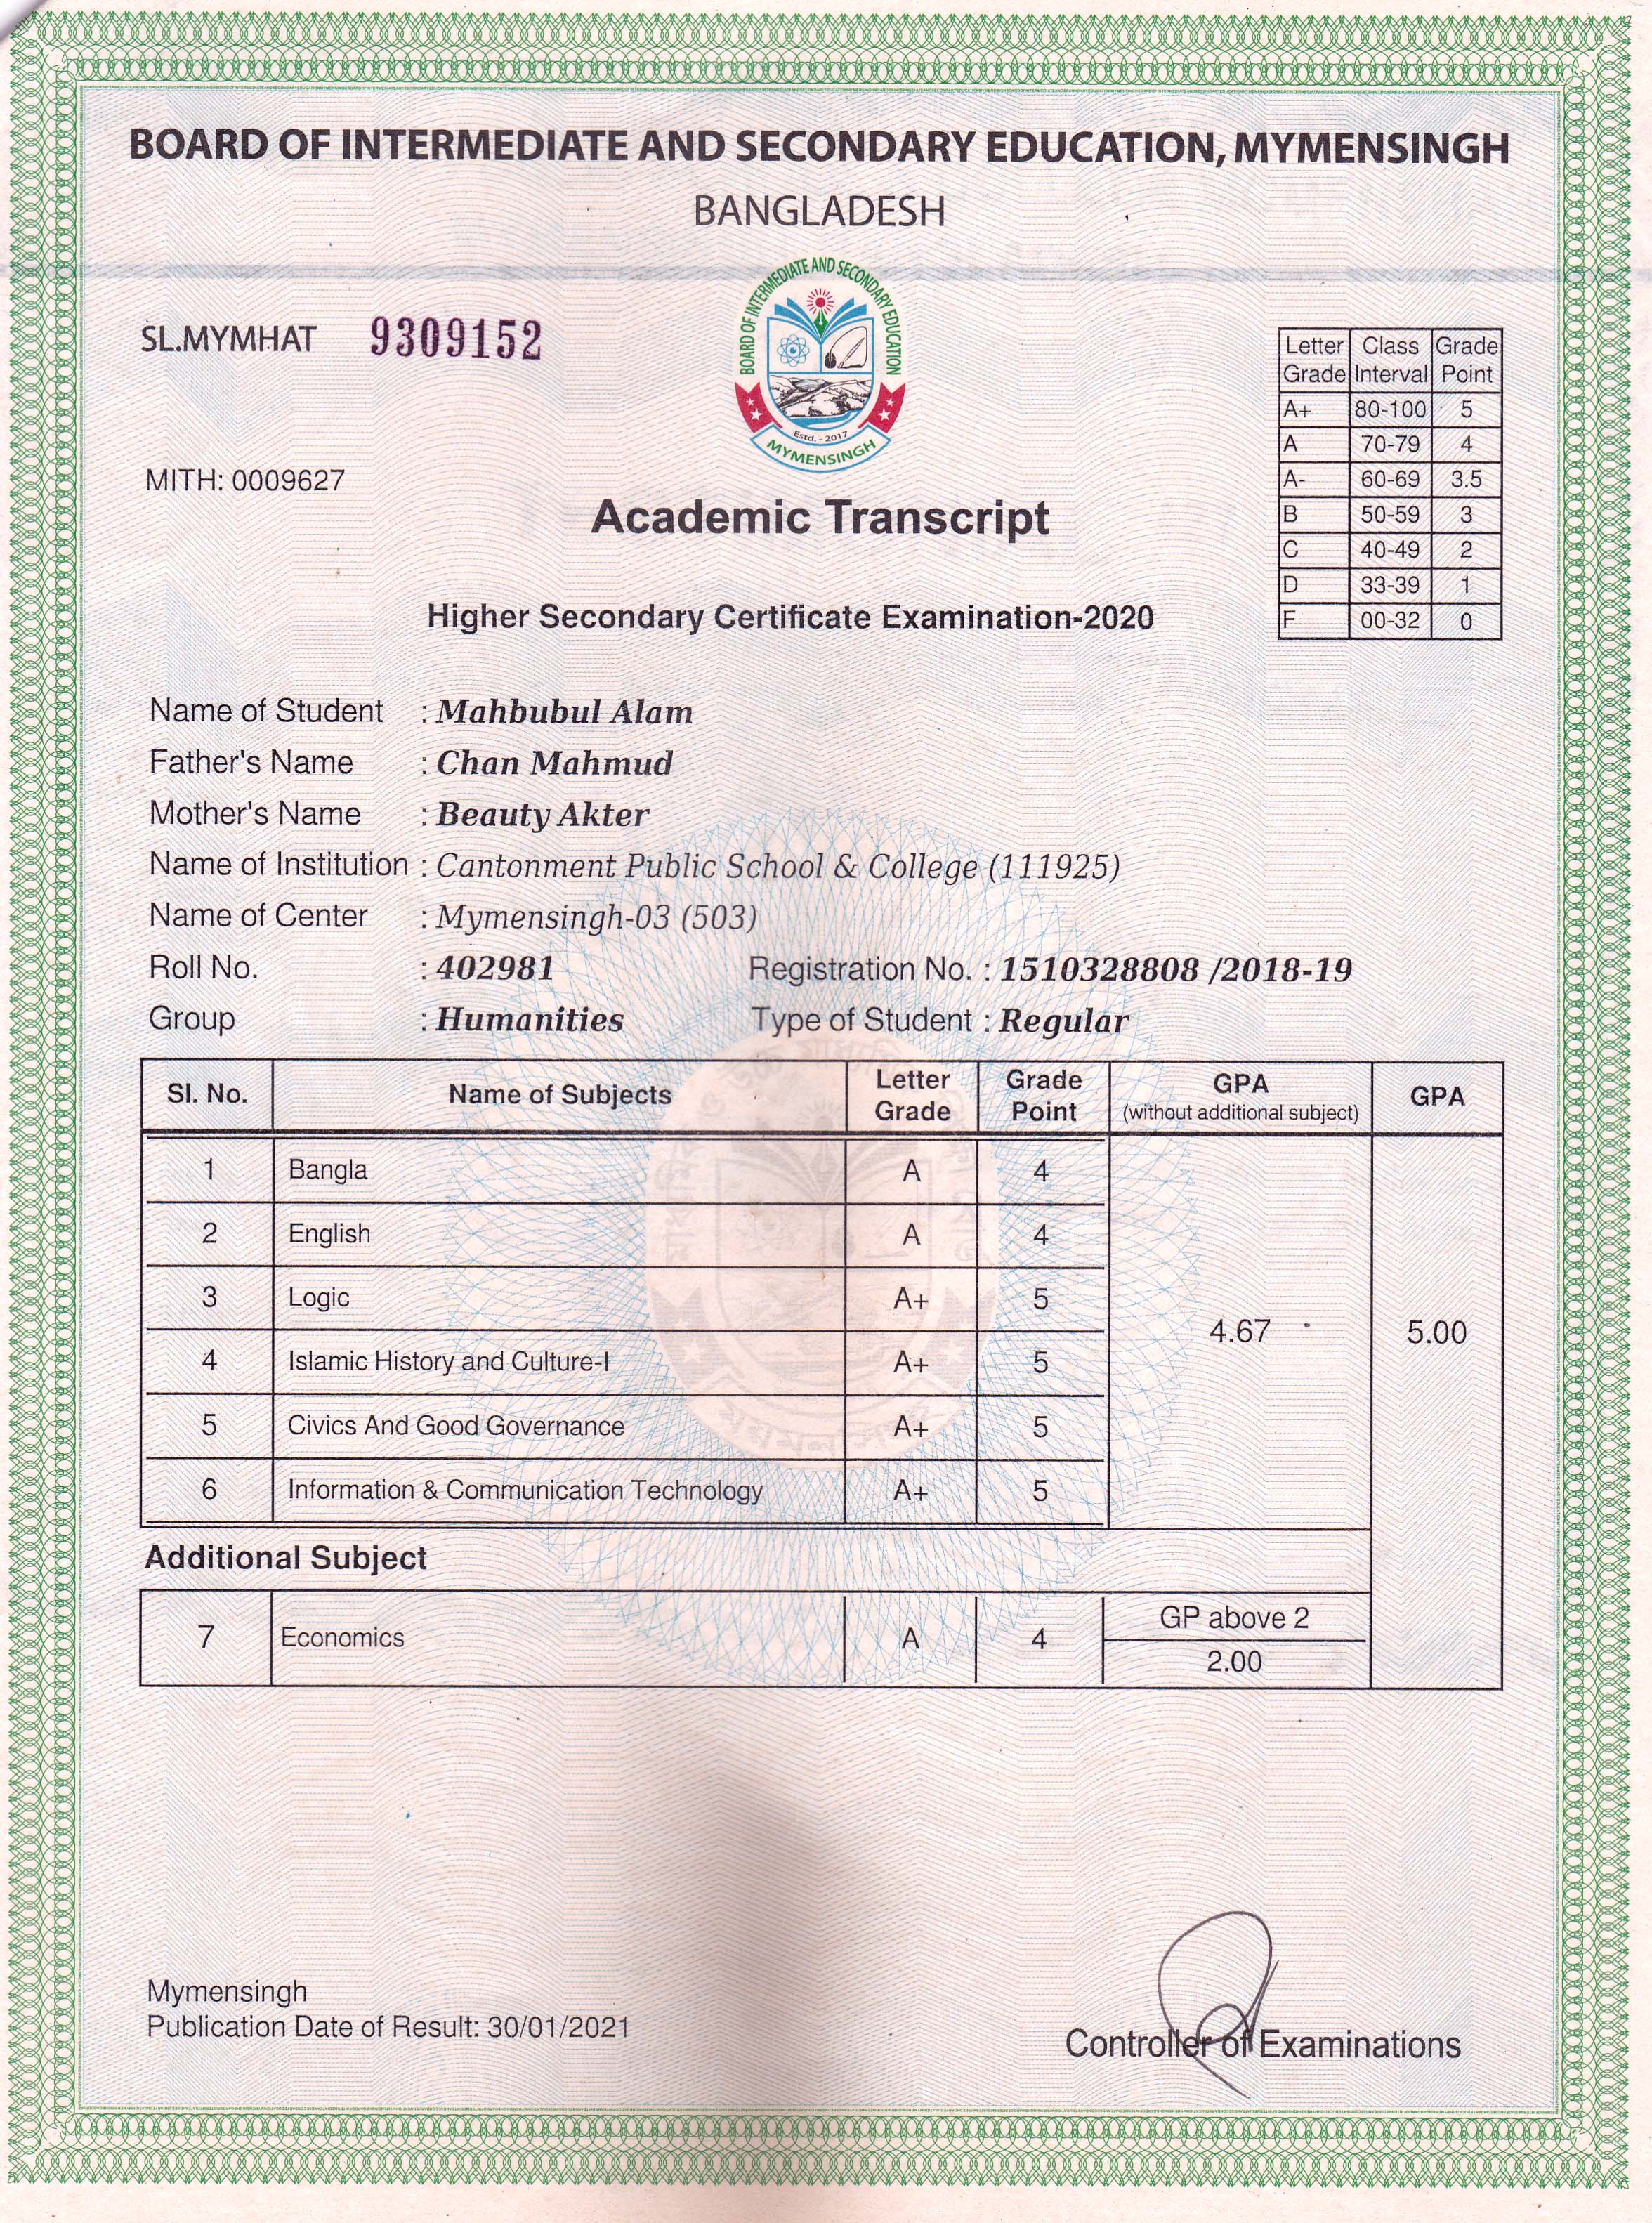 BOARD OF INTERMEDIATE AND SECONDARY EDUCATION, MYMENSINGH
BANGLADESH
BOARD OF INTERMEDIATE AND SECONDARY EDUCATION
Estd. - 2017
MYMENSINGH
SL.MYMHAT 9309152
MITH: 0009627
Letter Grade Class Interval Grade Point
A+ 80-100 5
A 70-79 4
A- 60-69 3.5
B 50-59 3
C 40-49 2
D 33-39 1
F 00-32 0
Academic Transcript
Higher Secondary Certificate Examination-2020
Name of Student : Mahbubul Alam
Father's Name : Chan Mahmud
Mother's Name : Beauty Akter
Name of Institution : Cantonment Public School & College (111925)
Name of Center : Mymensingh-03 (503)
Roll No. : 402981 Registration No. : 1510328808 /2018-19
Group : Humanities Type of Student : Regular
Sl. No. Name of Subjects Letter Grade Grade Point GPA (without additional subject) GPA
1 Bangla A 4
2 English A 4
3 Logic A+ 5
4.67 5.00
4 Islamic History and Culture-I A+ 5
5 Civics And Good Governance A+ 5
6 Information & Communication Technology A+ 5
Additional Subject
7 Economics A 4 GP above 2
2.00
Mymensingh
Publication Date of Result: 30/01/2021
Controller of Examinations